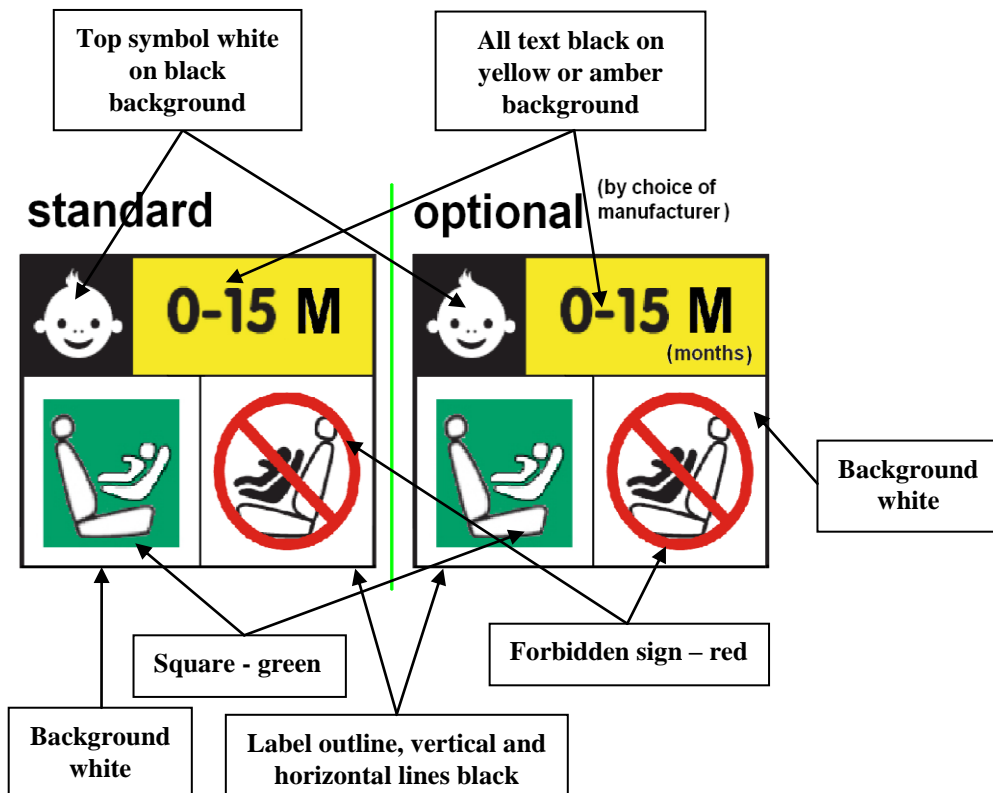 Top symbol white
on black
background
All text black on
yellow or amber
background
standard
optional
(by choice of
manufacturer)
0-15 M
0-15 M
(months)
Background
white
Square - green
Forbidden sign – red
Background
white
Label outline, vertical and
horizontal lines black